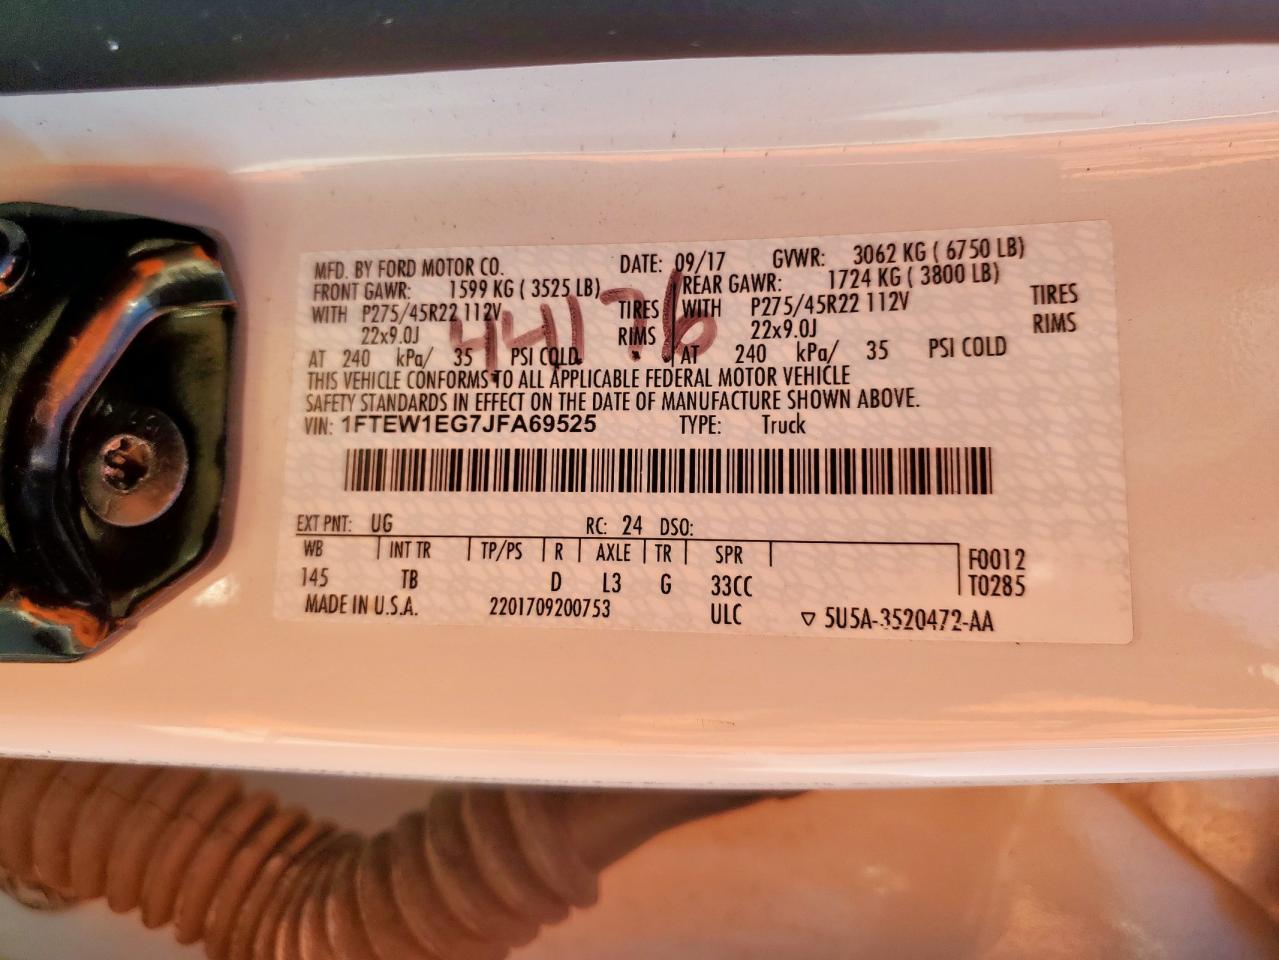 MFD. BY FORD MOTOR CO. DATE: 09/17 GVWR: 3062 KG ( 6750 LB)
FRONT GAWR: 1599 KG ( 3525 LB) REAR GAWR: 1724 KG ( 3800 LB)
WITH P275/45R22 112V TIRES WITH P275/45R22 112V TIRES
22x9.0J RIMS 22x9.0J RIMS
44176
AT 240 kPa/ 35 PSI COLD AT 240 kPa/ 35 PSI COLD
THIS VEHICLE CONFORMS TO ALL APPLICABLE FEDERAL MOTOR VEHICLE
SAFETY STANDARDS IN EFFECT ON THE DATE OF MANUFACTURE SHOWN ABOVE.
VIN: 1FTEW1EG7JFA69525 TYPE: Truck
EXT PNT: UG RC: 24 DSO:
WB INT TR TP/PS R AXLE TR SPR F0012
145 TB D L3 G 33CC T0285
MADE IN U.S.A. 2201709200753 ULC ▽ 5U5A-3520472-AA